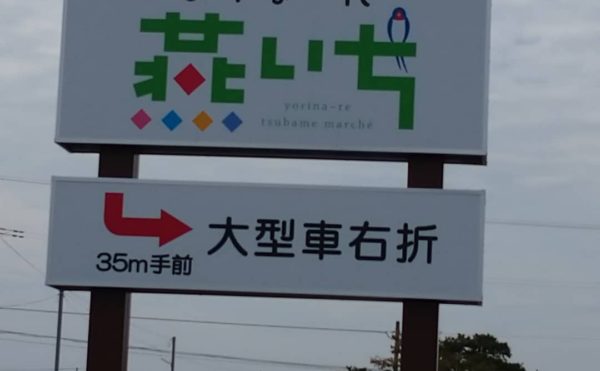 燕いち
yorina-re
tsubame marché
大型車右折
35m手前